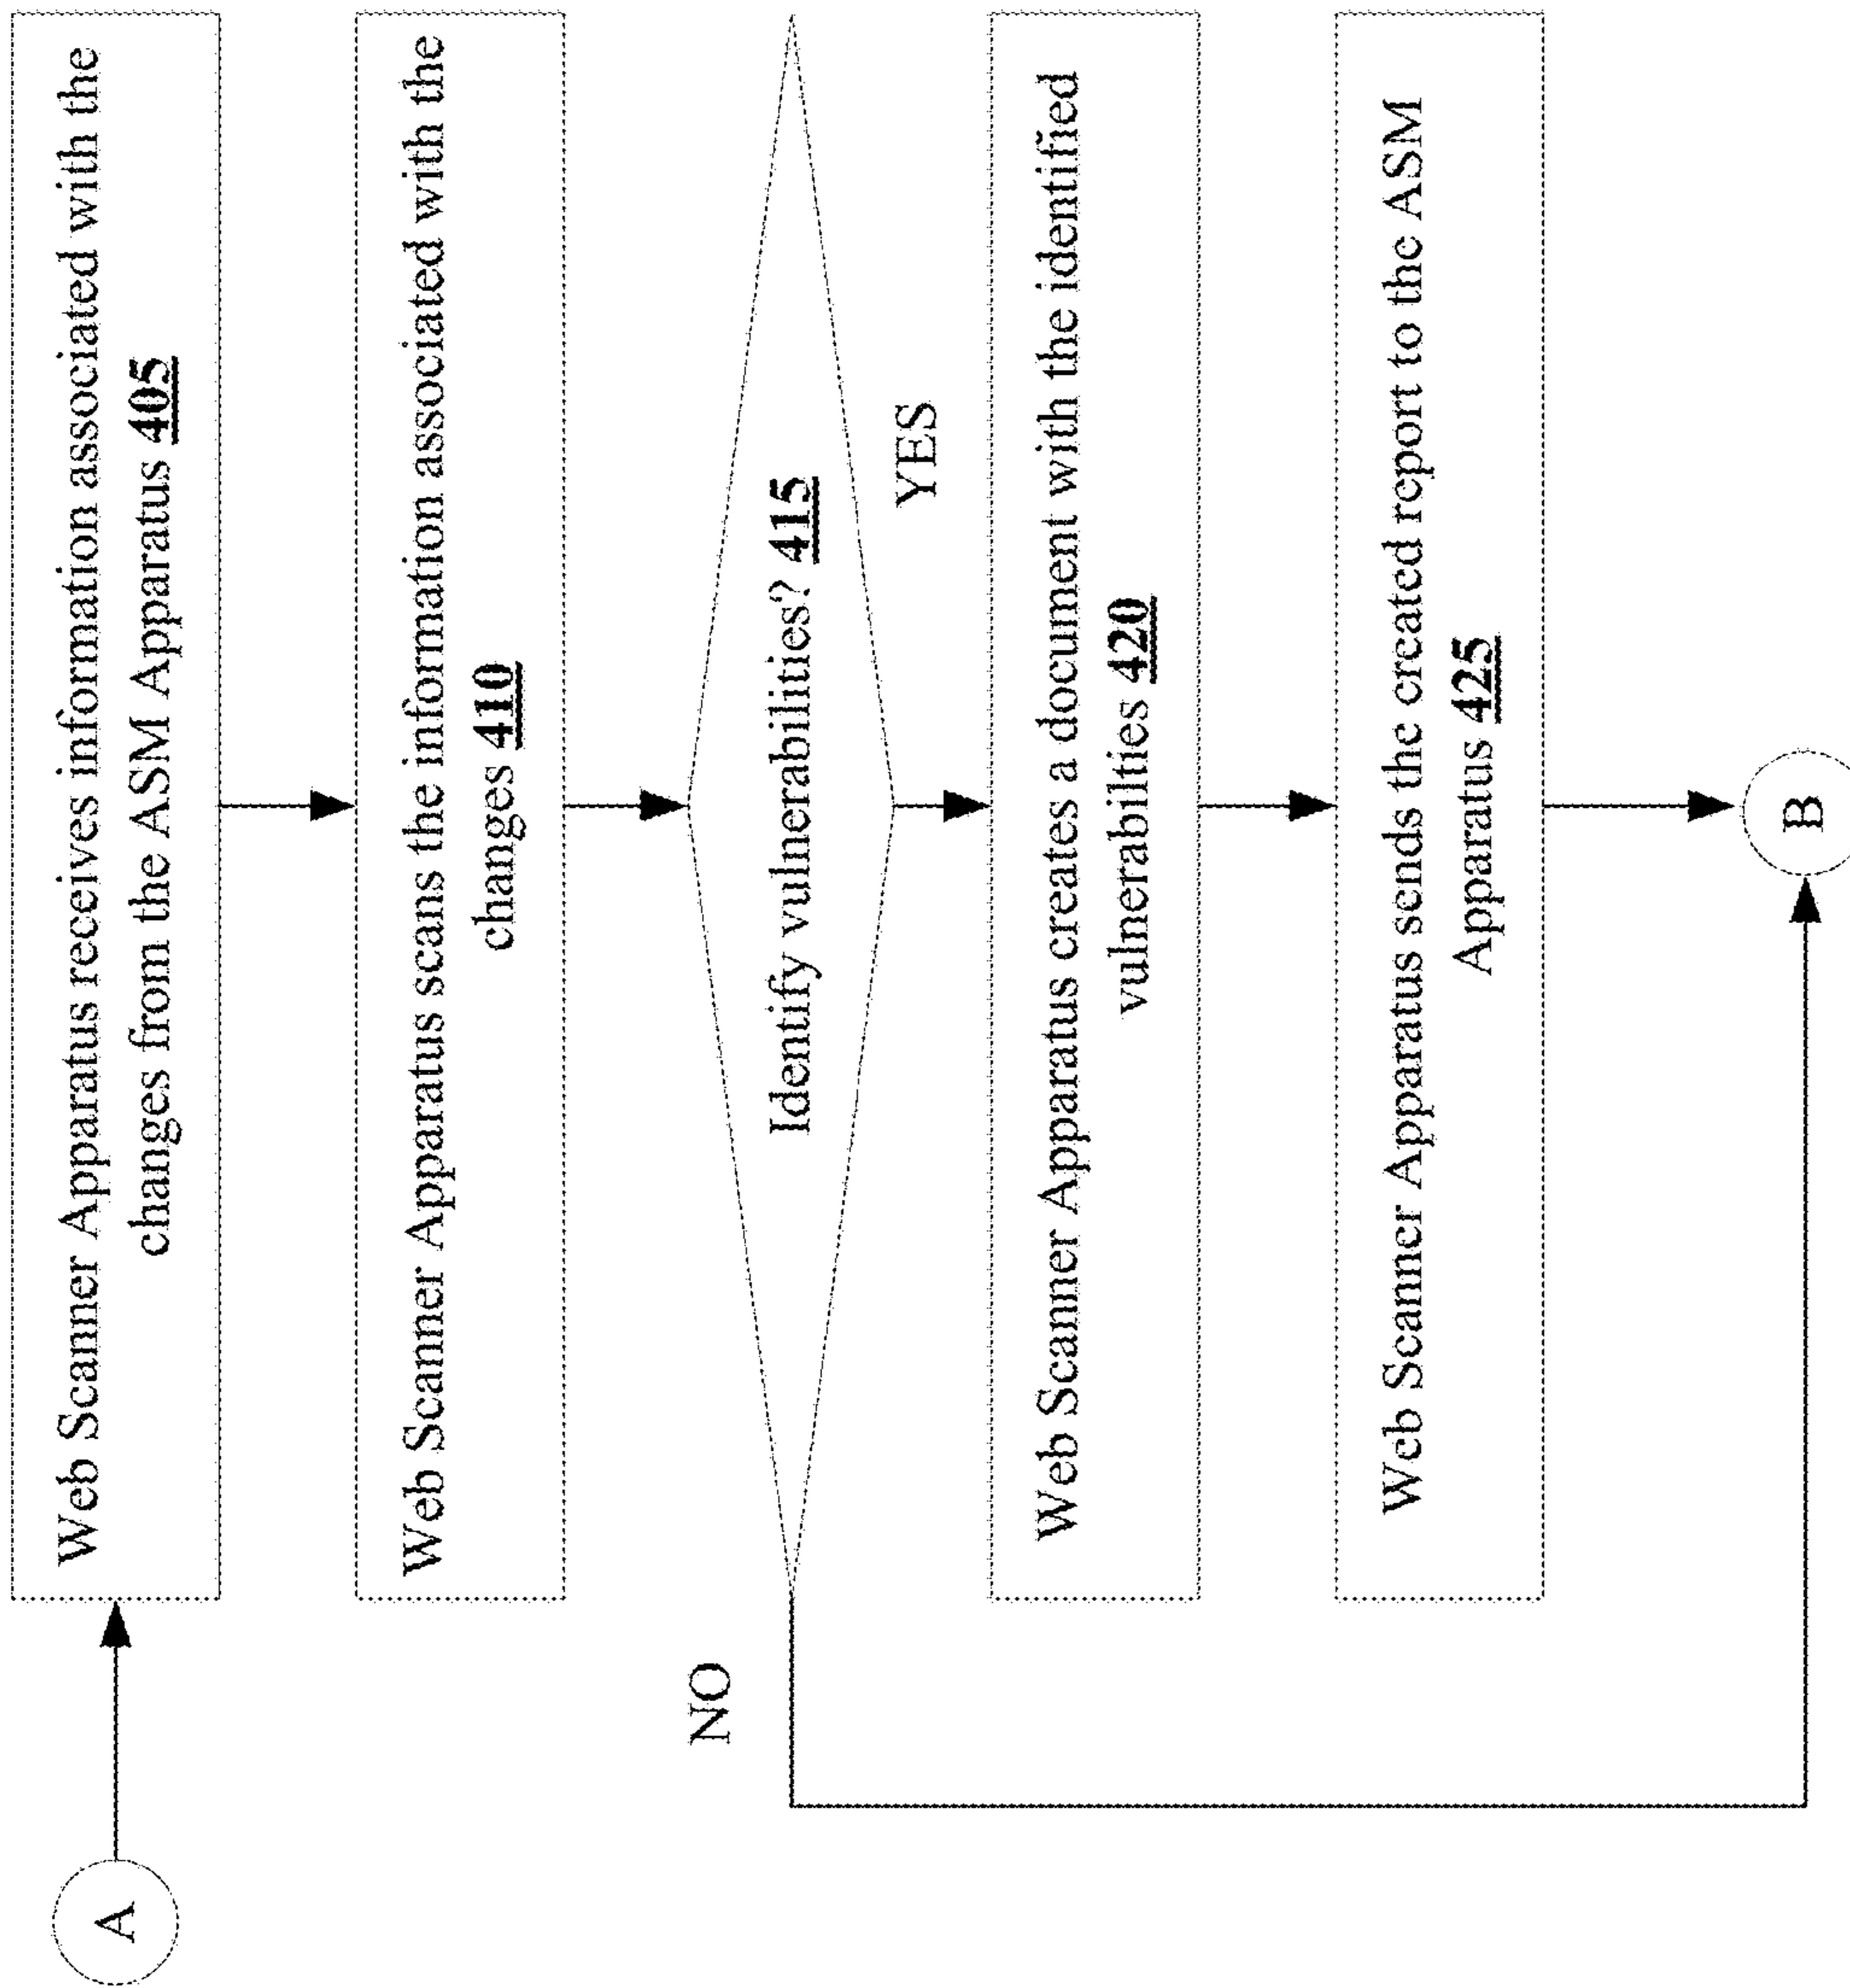 A
Web Scanner Apparatus receives information associated with the
changes from the ASM Apparatus 405
Web Scanner Apparatus scans the information associated with the
changes 410
Identify vulnerabilities? 415
NO
YES
Web Scanner Apparatus creates a document with the identified
vulnerabilities 420
Web Scanner Apparatus sends the created report to the ASM
Apparatus 425
B